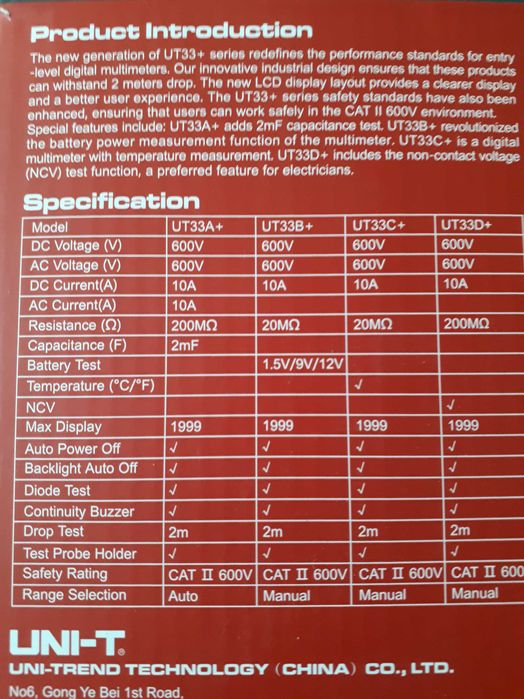 Product Introduction
The new generation of UT33+ series redefines the performance standards for entry
-level digital multimeters. Our innovative industrial design ensures that these products
can withstand 2 meters drop. The new LCD display layout provides a clearer display
and a better user experience. The UT33+ series safety standards have also been
enhanced, ensuring that users can work safely in the CAT II 600V environment.
Special features include: UT33A+ adds 2mF capacitance test. UT33B+ revolutionized
the battery power measurement function of the multimeter. UT33C+ is a digital
multimeter with temperature measurement. UT33D+ includes the non-contact voltage
(NCV) test function, a preferred feature for electricians.
Specification
Model UT33A+ UT33B+ UT33C+ UT33D+
DC Voltage (V) 600V 600V 600V 600V
AC Voltage (V) 600V 600V 600V 600V
DC Current(A) 10A 10A 10A 10A
AC Current(A) 10A
Resistance (Ω) 200MΩ 20MΩ 20MΩ 200MΩ
Capacitance (F) 2mF
Battery Test 1.5V/9V/12V
Temperature (°C/°F) √
NCV √
Max Display 1999 1999 1999 1999
Auto Power Off √ √ √ √
Backlight Auto Off √ √ √ √
Diode Test √ √ √ √
Continuity Buzzer √ √ √ √
Drop Test 2m 2m 2m 2m
Test Probe Holder √ √ √ √
Safety Rating CAT II 600V CAT II 600V CAT II 600V CAT II 600
Range Selection Auto Manual Manual Manual
UNI-T®
UNI-TREND TECHNOLOGY (CHINA) CO., LTD.
No6, Gong Ye Bei 1st Road,